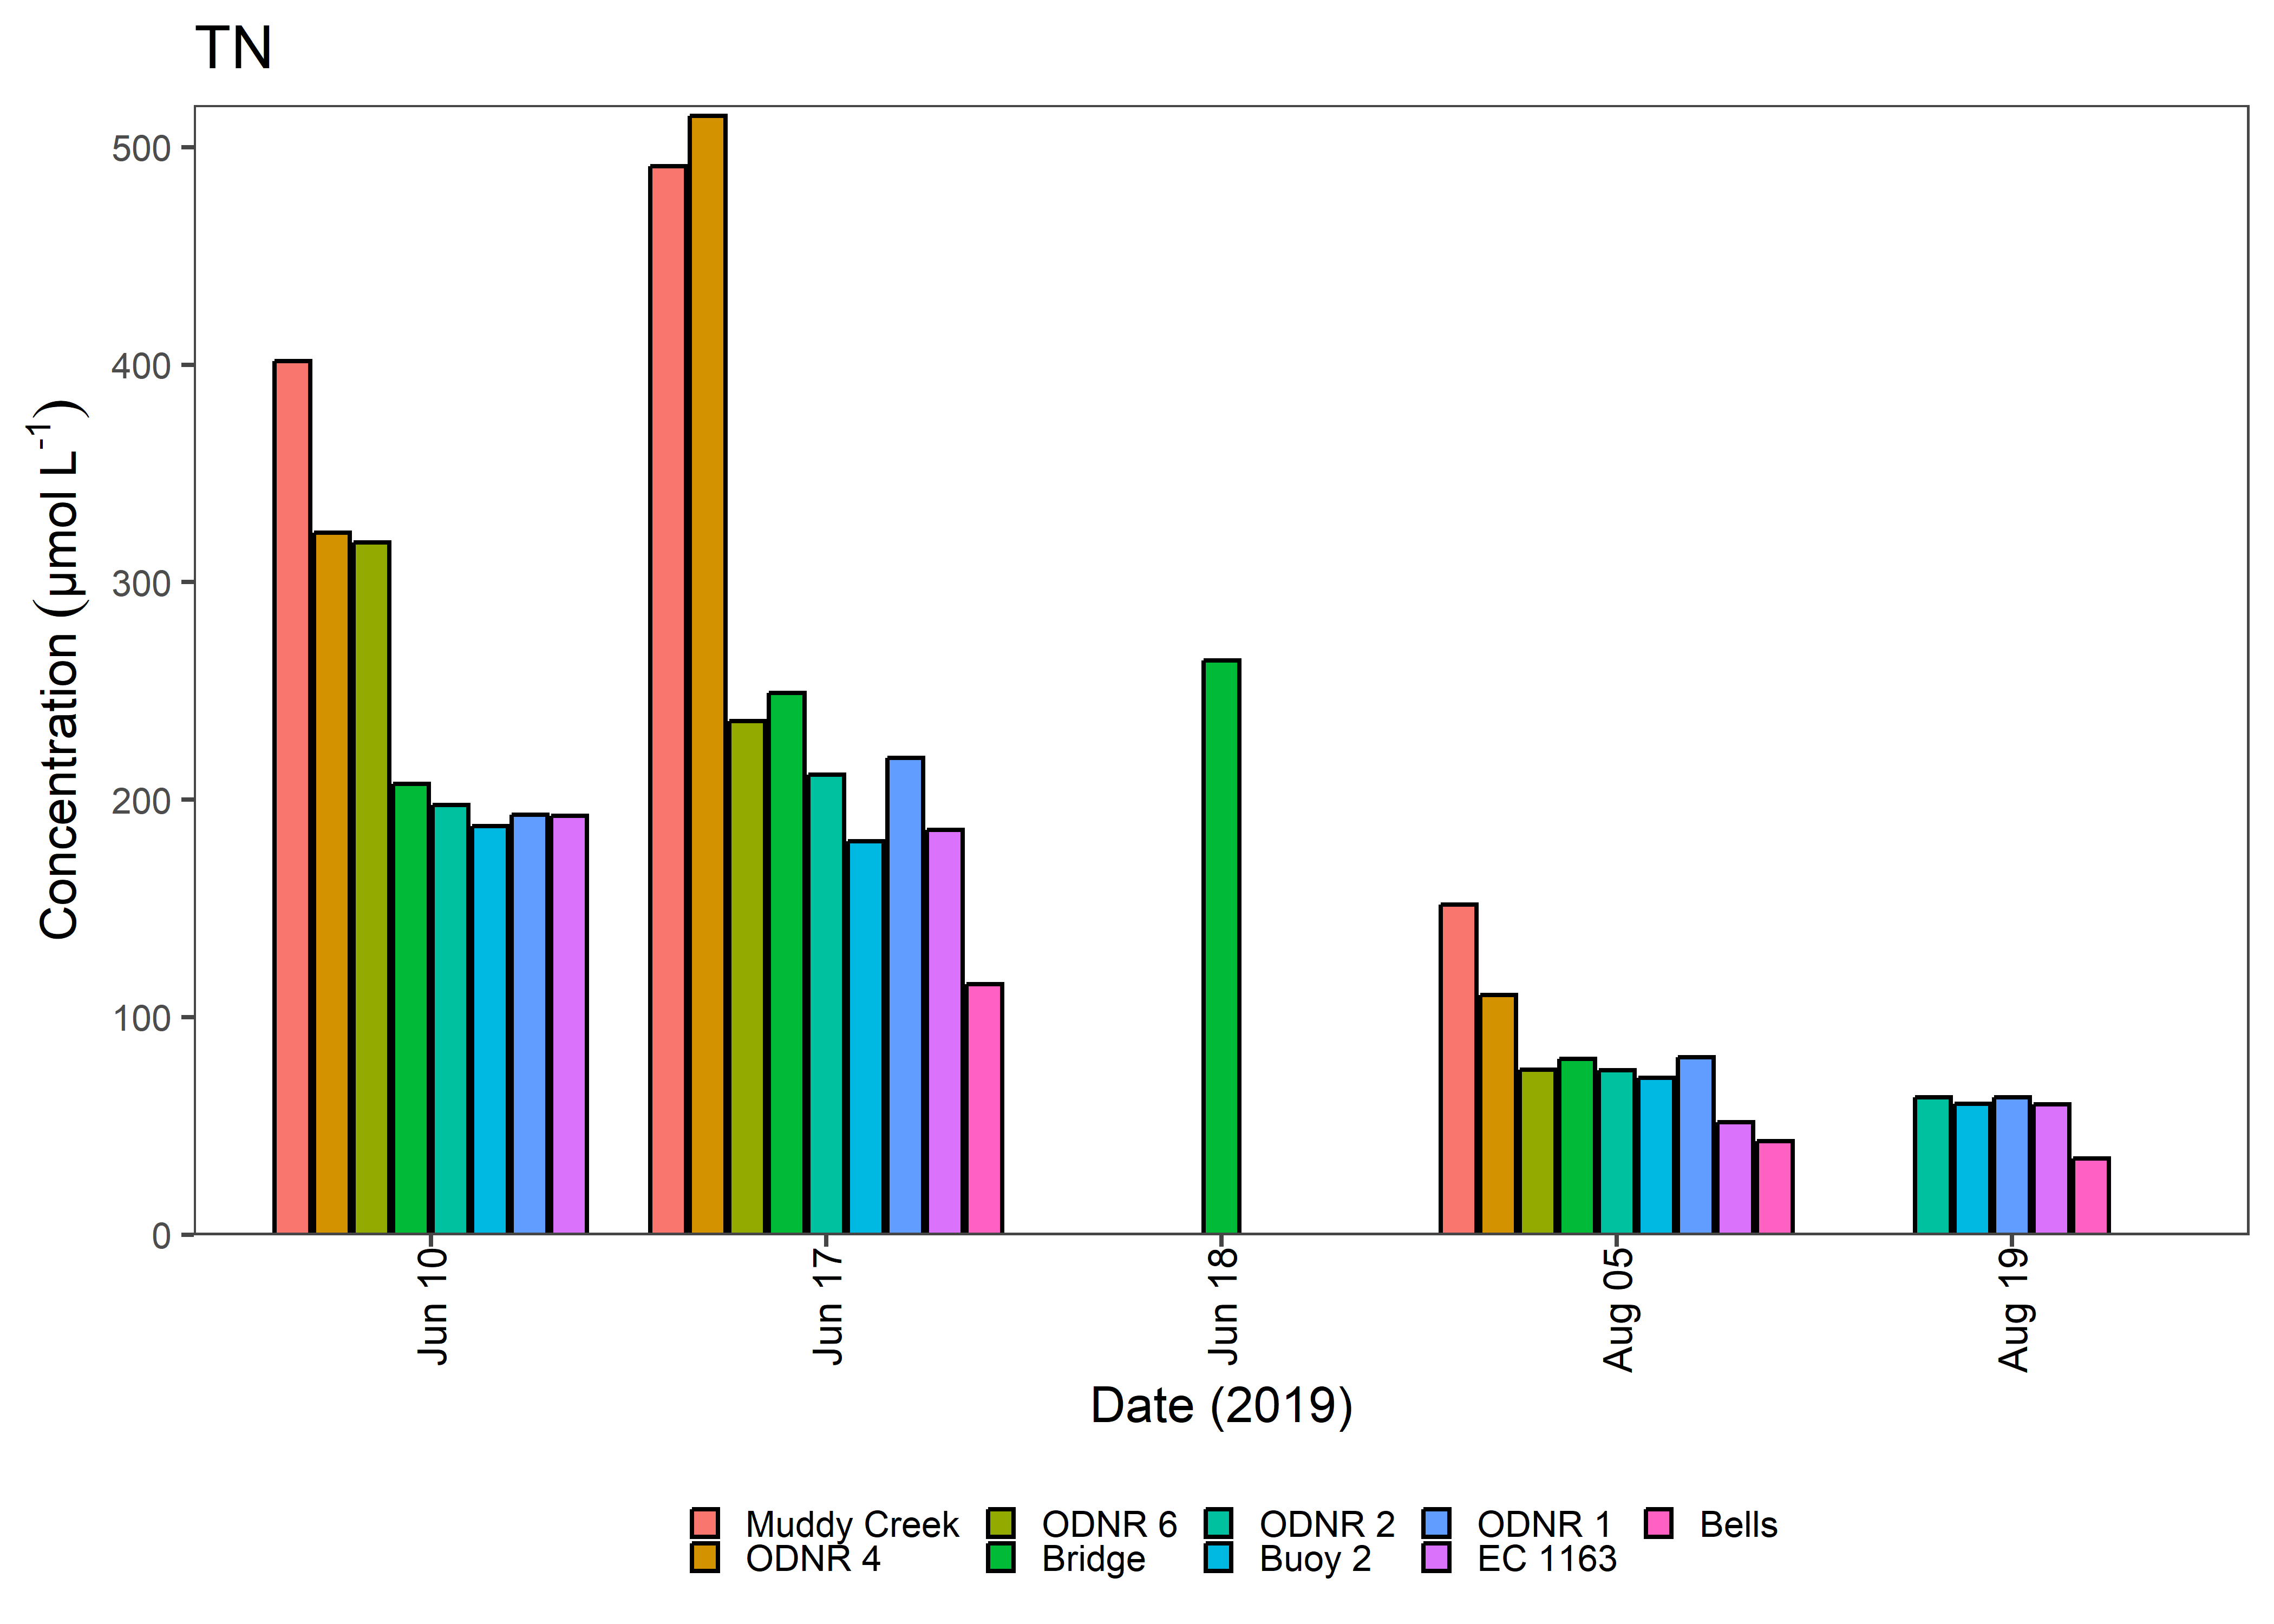 TN
Concentration (µmol L⁻¹)
500
400
300
200
100
0
Jun 10
Jun 17
Jun 18
Aug 05
Aug 19
Date (2019)
Muddy Creek ODNR 6 ODNR 2 ODNR 1 Bells
ODNR 4 Bridge Buoy 2 EC 1163